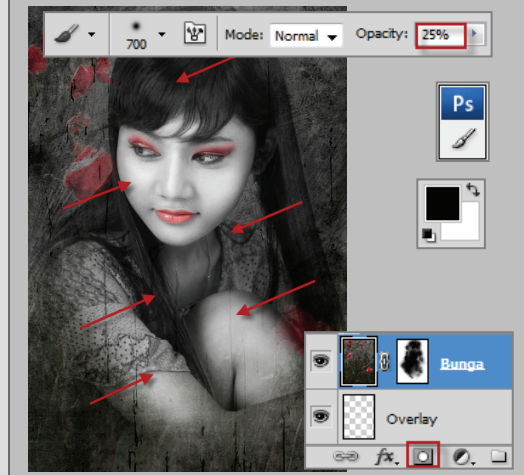 700 Mode: Normal Opacity: 25%
Ps
Bunga
Overlay
fx.